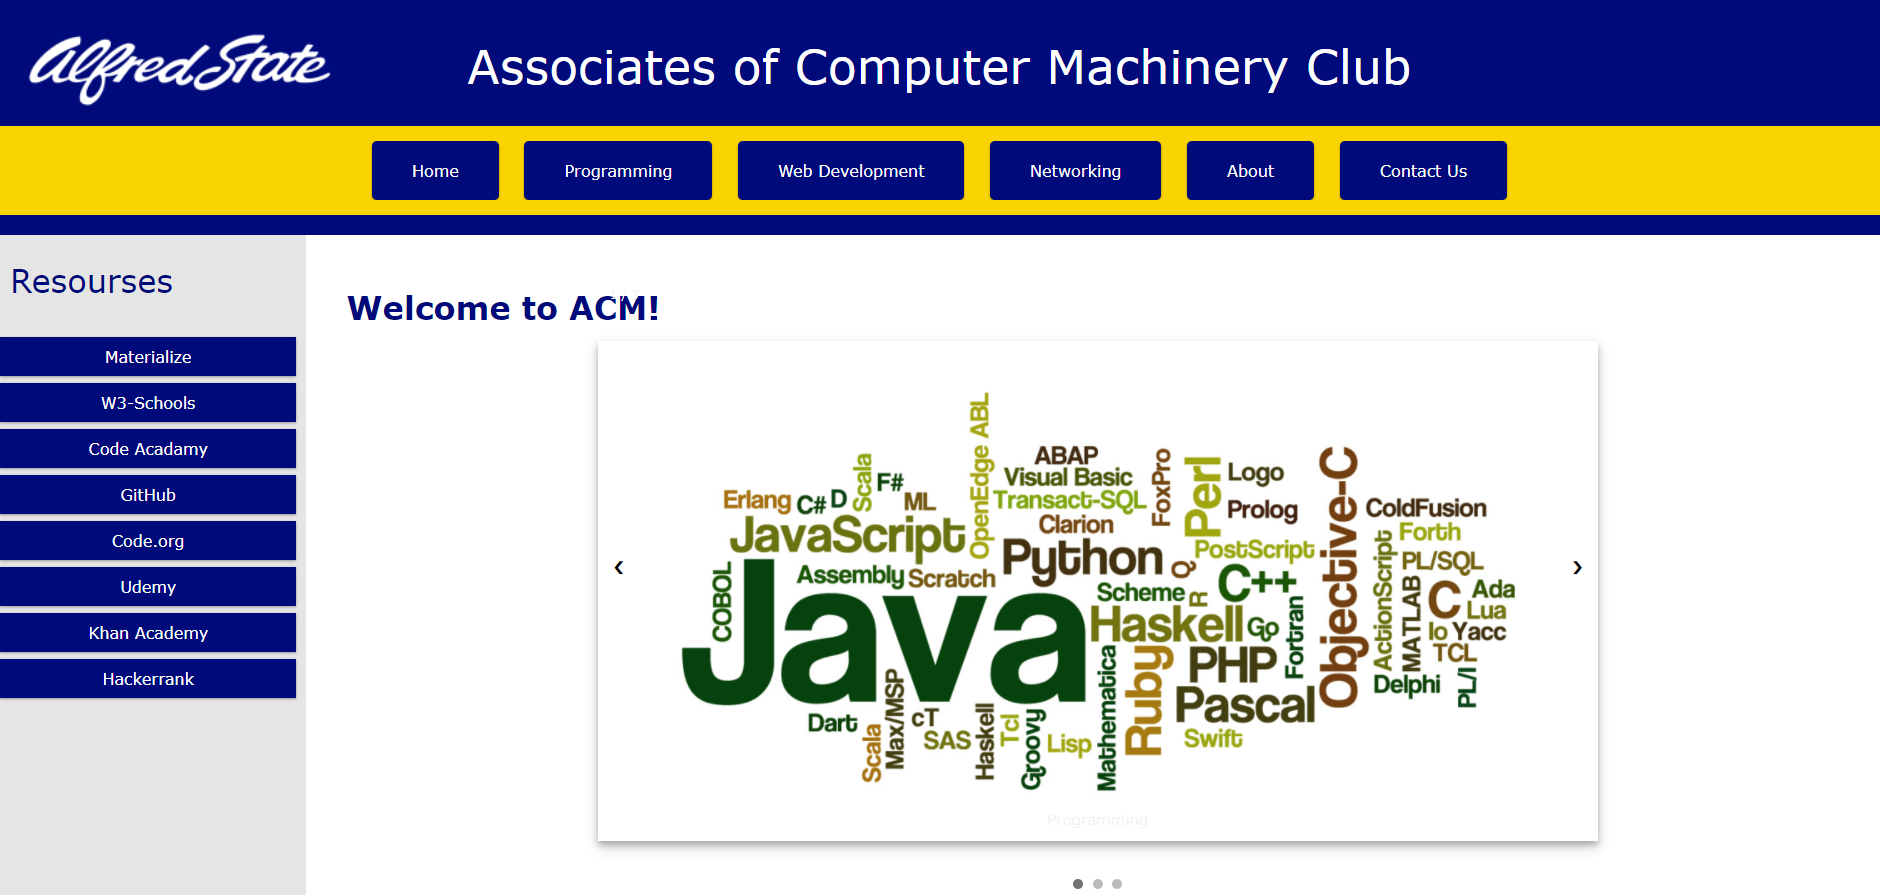 Alfred State
Associates of Computer Machinery Club
Home
Programming
Web Development
Networking
About
Contact Us
Resourses
Materialize
W3-Schools
Code Acadamy
GitHub
Code.org
Udemy
Khan Academy
Hackerrank
Welcome to ACM!
‹
›
OpenEdge ABL
ABAP
Visual Basic
Transact-SQL
Clarion
FoxPro
Perl
Logo
Prolog
Objective-C
ColdFusion
Forth
PL/SQL
ActionScript
MATLAB
C
Ada
Lua
Io
Yacc
TCL
Delphi
PL/I
Erlang
C#
D
Scala
F#
ML
JavaScript
Python
PostScript
Q
C++
COBOL
Assembly
Scratch
Scheme
R
Java
Haskell
Go
Fortran
PHP
Ruby
Pascal
Mathematica
Swift
Dart
Scala
Max/MSP
cT
SAS
Haskell
Tcl
Groovy
Lisp
Programming